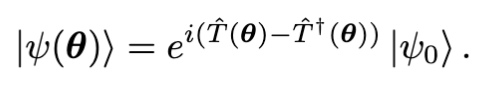 |ψ(𝜽)⟩ = e^{i(T̂(𝜽)−T̂†(𝜽))} |ψ₀⟩ .